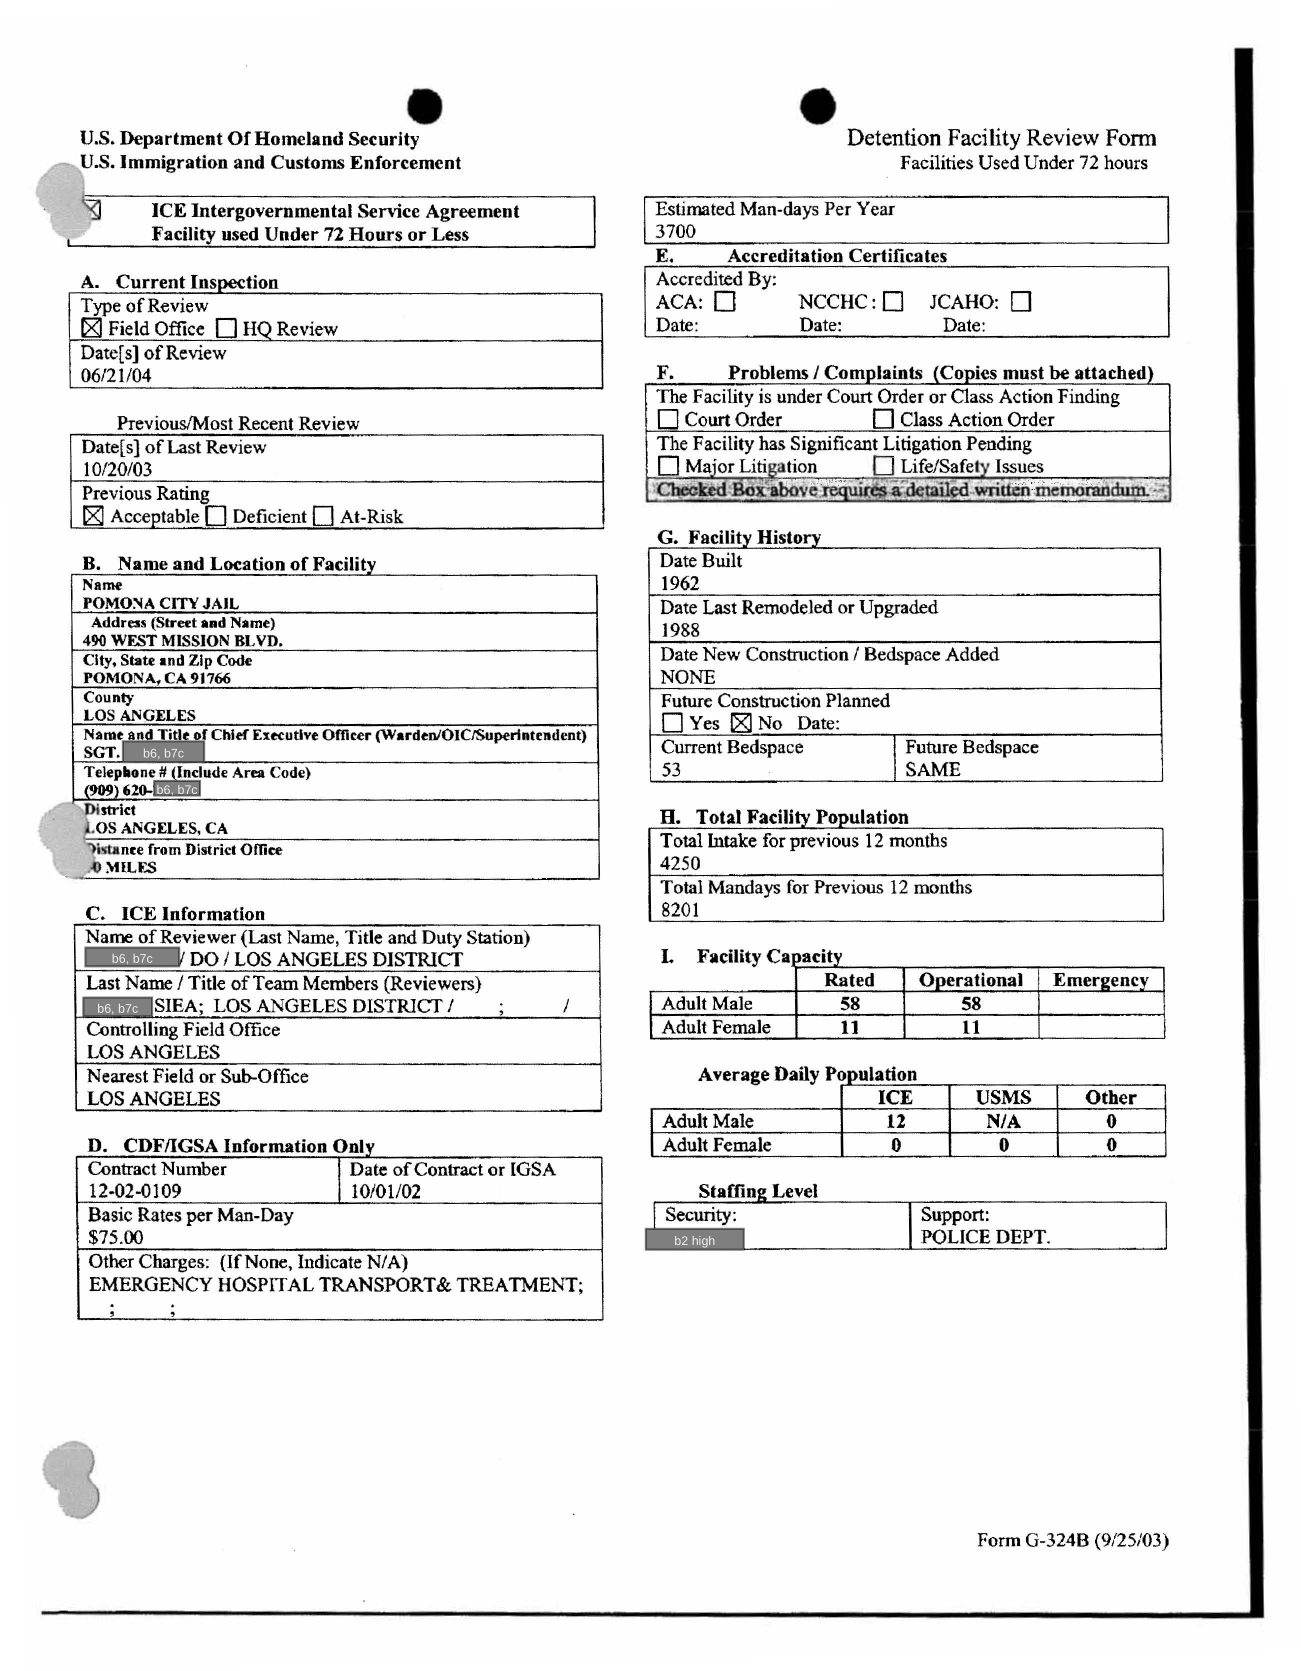 U.S. Department Of Homeland Security
U.S. Immigration and Customs Enforcement
Detention Facility Review Form
Facilities Used Under 72 hours
ICE Intergovernmental Service Agreement
Facility used Under 72 Hours or Less
A. Current Inspection
Type of Review
☒ Field Office ☐ HQ Review
Date[s] of Review
06/21/04
Previous/Most Recent Review
Date[s] of Last Review
10/20/03
Previous Rating
☒ Acceptable ☐ Deficient ☐ At-Risk
B. Name and Location of Facility
Name
POMONA CITY JAIL
Address (Street and Name)
490 WEST MISSION BLVD.
City, State and Zip Code
POMONA, CA 91766
County
LOS ANGELES
Name and Title of Chief Executive Officer (Warden/OIC/Superintendent)
SGT. b6, b7c
Telephone # (Include Area Code)
(909) 620- b6, b7c
District
LOS ANGELES, CA
Distance from District Office
MILES
C. ICE Information
Name of Reviewer (Last Name, Title and Duty Station)
b6, b7c / DO / LOS ANGELES DISTRICT
Last Name / Title of Team Members (Reviewers)
b6, b7c SIEA; LOS ANGELES DISTRICT / ; /
Controlling Field Office
LOS ANGELES
Nearest Field or Sub-Office
LOS ANGELES
D. CDF/IGSA Information Only
Contract Number Date of Contract or IGSA
12-02-0109 10/01/02
Basic Rates per Man-Day
$75.00
Other Charges: (If None, Indicate N/A)
EMERGENCY HOSPITAL TRANSPORT& TREATMENT;
; ;
Estimated Man-days Per Year
3700
E. Accreditation Certificates
Accredited By:
ACA: ☐ NCCHC: ☐ JCAHO: ☐
Date: Date: Date:
F. Problems / Complaints (Copies must be attached)
The Facility is under Court Order or Class Action Finding
☐ Court Order ☐ Class Action Order
The Facility has Significant Litigation Pending
☐ Major Litigation ☐ Life/Safety Issues
Checked Box above requires a detailed written memorandum.
G. Facility History
Date Built
1962
Date Last Remodeled or Upgraded
1988
Date New Construction / Bedspace Added
NONE
Future Construction Planned
☐ Yes ☒ No Date:
Current Bedspace Future Bedspace
53 SAME
H. Total Facility Population
Total Intake for previous 12 months
4250
Total Mandays for Previous 12 months
8201
I. Facility Capacity
Rated Operational Emergency
Adult Male 58 58
Adult Female 11 11
Average Daily Population
ICE USMS Other
Adult Male 12 N/A 0
Adult Female 0 0 0
Staffing Level
Security: Support:
b2 high POLICE DEPT.
Form G-324B (9/25/03)